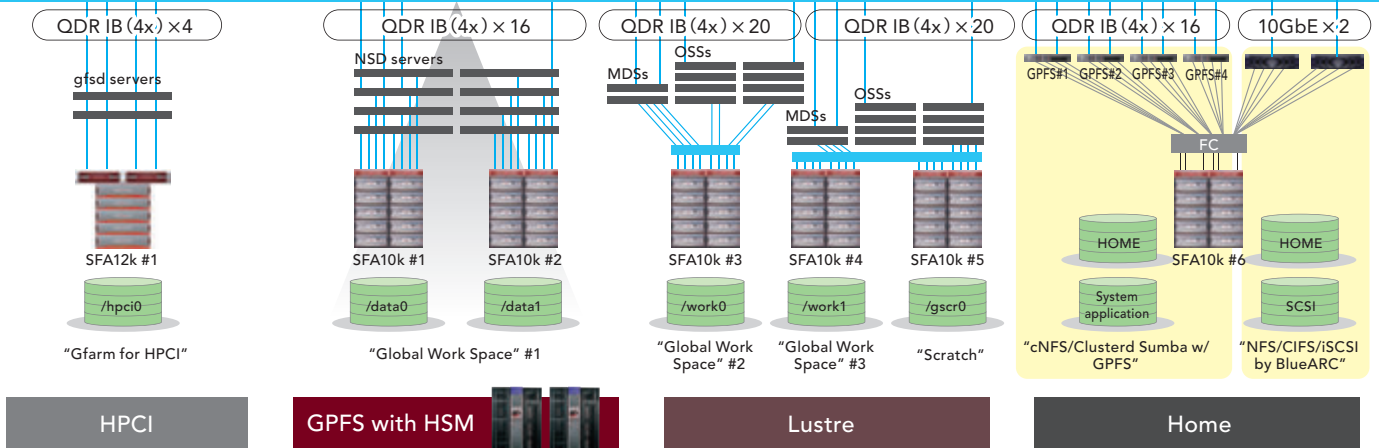 QDR IB(4x)×4
QDR IB(4x)×16
QDR IB(4x)×20
QDR IB(4x)×20
QDR IB(4x)×16
10GbE×2
gfsd servers
NSD servers
MDSs
OSSs
MDSs
OSSs
GPFS#1
GPFS#2
GPFS#3
GPFS#4
FC
SFA12k #1
SFA10k #1
SFA10k #2
SFA10k #3
SFA10k #4
SFA10k #5
SFA10k #6
HOME
HOME
/hpci0
/data0
/data1
/work0
/work1
/gscr0
System
application
SCSI
“Gfarm for HPCI”
“Global Work Space” #1
“Global Work
Space” #2
“Global Work
Space” #3
“Scratch”
“cNFS/Clusterd Sumba w/
GPFS”
“NFS/CIFS/iSCSI
by BlueARC”
HPCI
GPFS with HSM
Lustre
Home